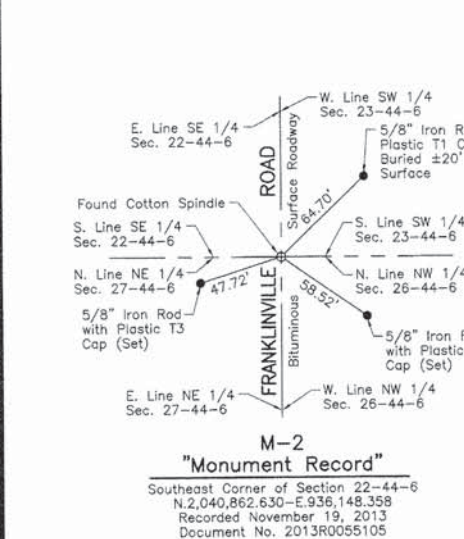 W. Line SW 1/4
Sec. 23-44-6
E. Line SE 1/4
Sec. 22-44-6
5/8" Iron
Plastic T1
Buried ±20'
Surface
ROAD
Surface Roadway
64.70'
Found Cotton Spindle
S. Line SE 1/4
Sec. 22-44-6
S. Line SW 1/4
Sec. 23-44-6
N. Line NE 1/4
Sec. 27-44-6
N. Line NW 1/4
Sec. 26-44-6
47.72'
58.52'
5/8" Iron Rod
with Plastic T3
Cap (Set)
FRANKLINVILLE
Bituminous
5/8" Iron
with Plastic
Cap (Set)
E. Line NE 1/4
Sec. 27-44-6
W. Line NW 1/4
Sec. 26-44-6
M-2
"Monument Record"
Southeast Corner of Section 22-44-6
N.2,040,862.630-E.936,148.358
Recorded November 19, 2013
Document No. 2013R0055105